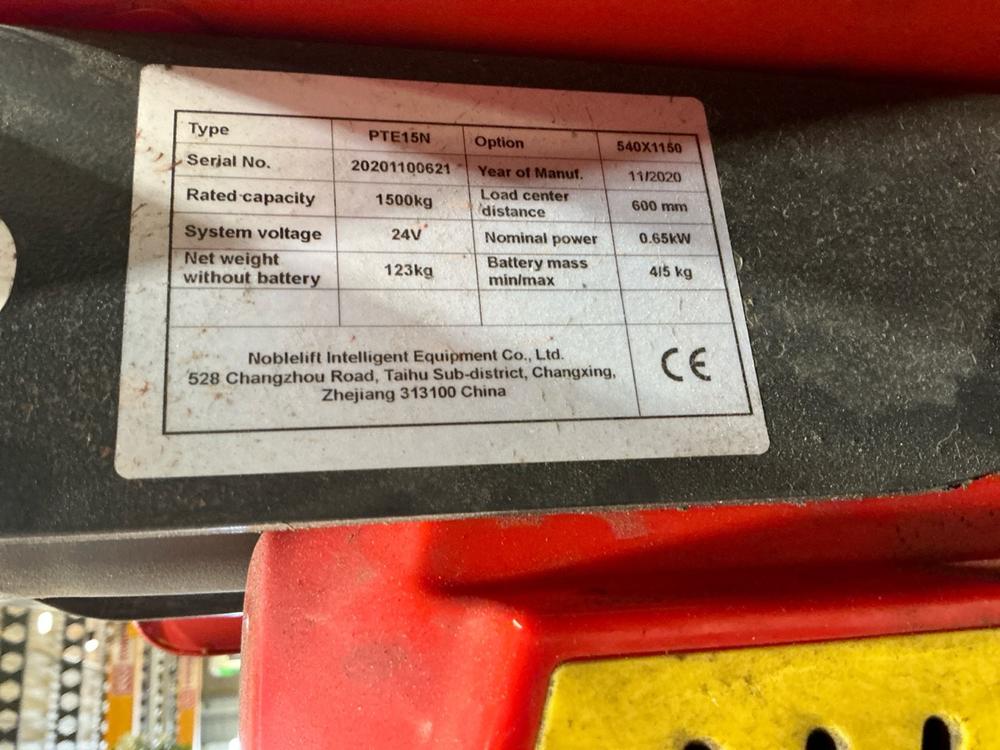 Type PTE15N Option 540X1150
Serial No. 20201100621 Year of Manuf. 11/2020
Rated capacity 1500kg Load center distance 600 mm
System voltage 24V Nominal power 0.65kW
Net weight without battery 123kg Battery mass min/max 4/5 kg
Noblelift Intelligent Equipment Co., Ltd.
528 Changzhou Road, Taihu Sub-district, Changxing,
Zhejiang 313100 China
CE